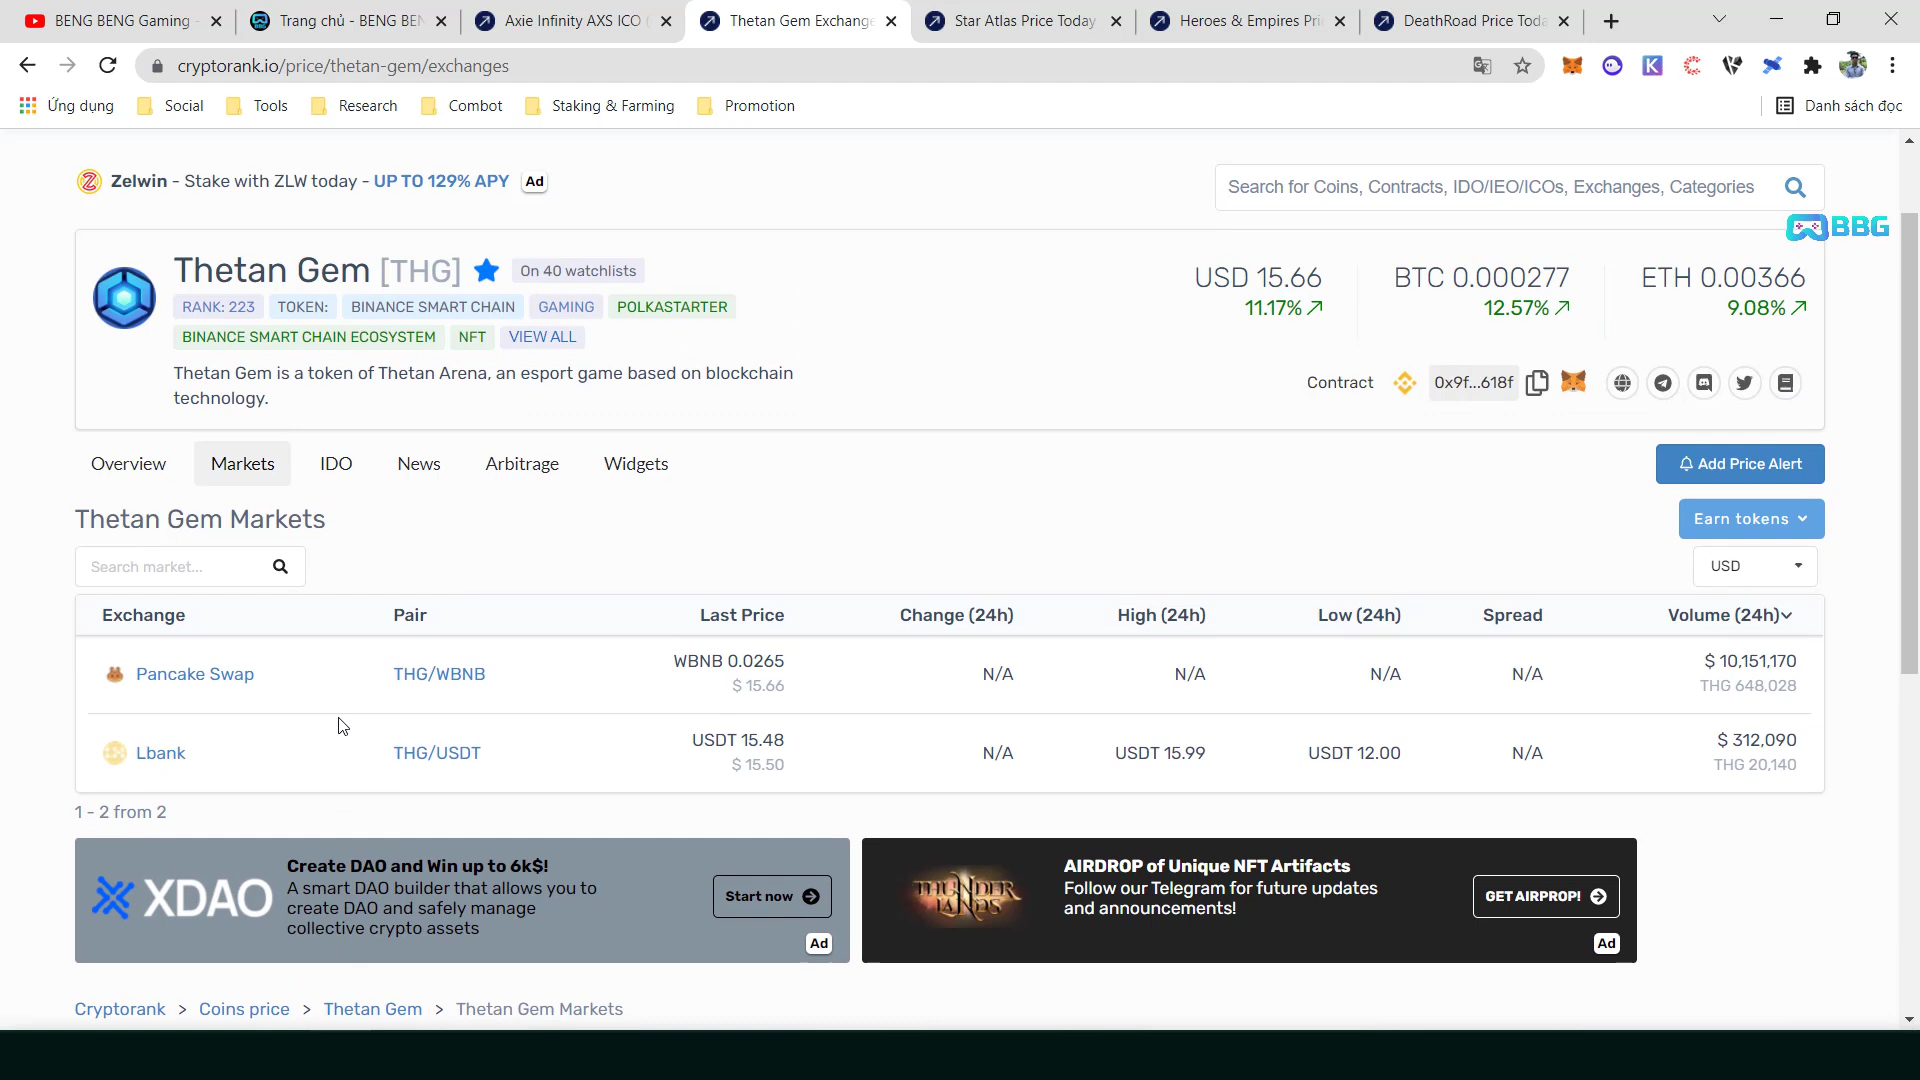 BENG BENG Gaming -
Trang chủ - BENG BEN
Axie Infinity AXS ICO (
Thetan Gem Exchange
Star Atlas Price Today
Heroes & Empires Pri
DeathRoad Price Toda
cryptorank.io/price/thetan-gem/exchanges
Ứng dụng
Social
Tools
Research
Combot
Staking & Farming
Promotion
Danh sách đọc
Zelwin - Stake with ZLW today - UP TO 129% APY Ad
Search for Coins, Contracts, IDO/IEO/ICOs, Exchanges, Categories
BBG
Thetan Gem [THG] On 40 watchlists
USD 15.66 BTC 0.000277 ETH 0.00366
11.17% 12.57% 9.08%
RANK: 223 TOKEN: BINANCE SMART CHAIN GAMING POLKASTARTER
BINANCE SMART CHAIN ECOSYSTEM NFT VIEW ALL
Thetan Gem is a token of Thetan Arena, an esport game based on blockchain
technology.
Contract 0x9f...618f
Overview Markets IDO News Arbitrage Widgets
Add Price Alert
Thetan Gem Markets
Earn tokens
Search market...
USD
Exchange Pair Last Price Change (24h) High (24h) Low (24h) Spread Volume (24h)
Pancake Swap THG/WBNB WBNB 0.0265 N/A N/A N/A N/A $ 10,151,170
$ 15.66 THG 648,028
Lbank THG/USDT USDT 15.48 N/A USDT 15.99 USDT 12.00 N/A $ 312,090
$ 15.50 THG 20,140
1 - 2 from 2
XDAO
Create DAO and Win up to 6k$!
A smart DAO builder that allows you to
create DAO and safely manage
collective crypto assets
Start now
Ad
THUNDER
LANDS
AIRDROP of Unique NFT Artifacts
Follow our Telegram for future updates
and announcements!
GET AIRPROP!
Ad
Cryptorank > Coins price > Thetan Gem > Thetan Gem Markets